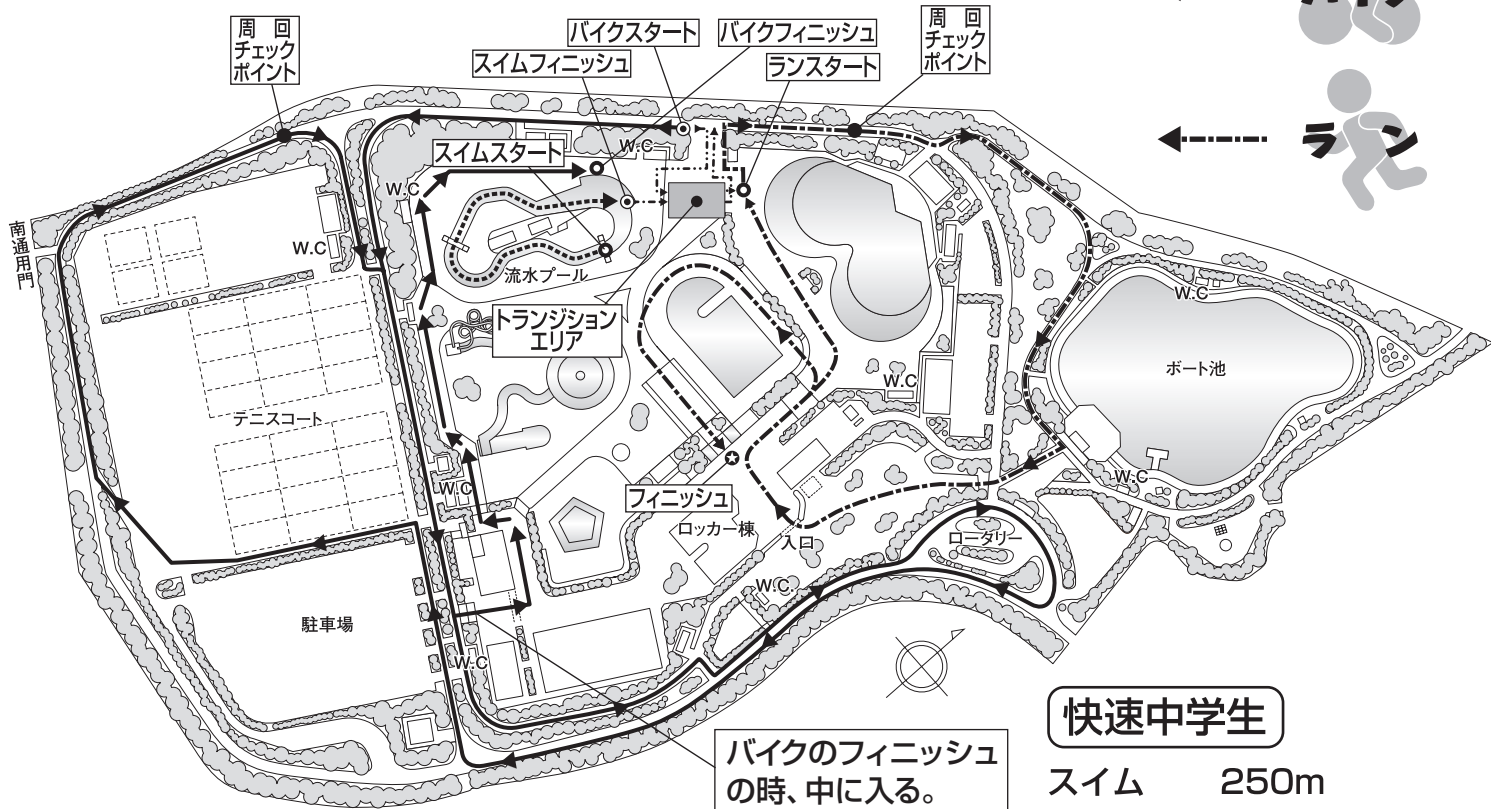 周 回
チェック
ポイント
バイクスタート
バイクフィニッシュ
周 回
チェック
ポイント
スイムフィニッシュ
ランスタート
ラン
スイムスタート
W.C
W.C
W.C
南通用門
流水プール
W.C
トランジション
エリア
ボート池
W.C
テニスコート
W.C
W.C
フィニッシュ
ロッカー棟
入口
ロータリー
W.C.
駐車場
W.C
快速中学生
バイクのフィニッシュ
の時、中に入る。
スイム 250m